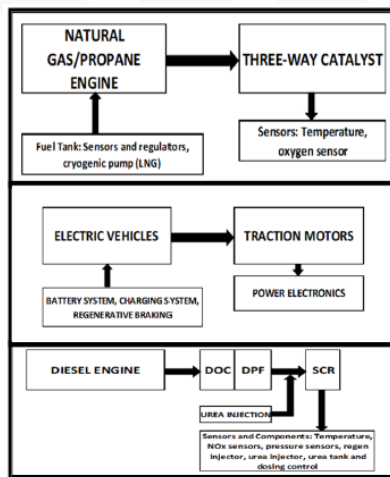 NATURAL
GAS/PROPANE
ENGINE
THREE-WAY CATALYST
Fuel Tank: Sensors and regulators,
cryogenic pump (LNG)
Sensors: Temperature,
oxygen sensor
ELECTRIC VEHICLES
TRACTION MOTORS
BATTERY SYSTEM, CHARGING SYSTEM,
REGENERATIVE BRAKING
POWER ELECTRONICS
DIESEL ENGINE
DOC
DPF
SCR
UREA INJECTION
Sensors and Components: Temperature,
NOx sensors, pressure sensors, regen
injector, urea injector, urea tank and
dosing control